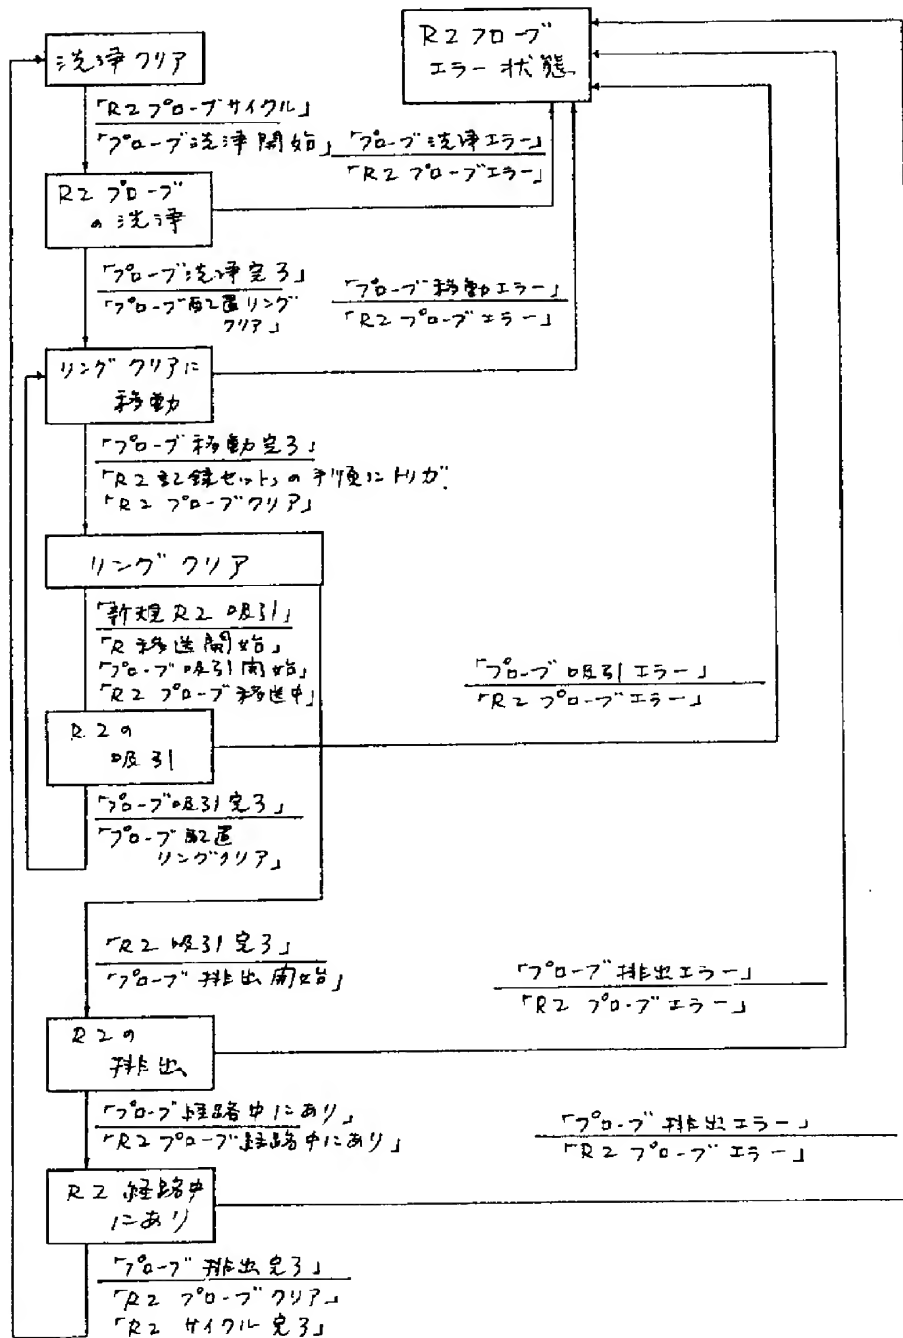 洗浄クリア
R2プローブ
エラー状態
「R2プローブサイクル」
「プローブ洗浄開始」
「プローブ洗浄エラー」
「R2プローブエラー」
R2プローブ
の洗浄
「プローブ洗浄完了」
「プローブ配置リング
クリア」
「プローブ移動エラー」
「R2プローブエラー」
リングクリアに
移動
「プローブ移動完了」
「R2記録セット」の手順にトリガ
「R2プローブクリア」
リングクリア
「新規R2吸引」
「R移送開始」
「プローブ吸引開始」
「R2プローブ移送中」
「プローブ吸引エラー」
「R2プローブエラー」
R2の
吸引
「プローブ吸引完了」
「プローブ配置
リングクリア」
「R2吸引完了」
「プローブ排出開始」
「プローブ排出エラー」
「R2プローブエラー」
R2の
排出
「プローブ経路中にあり」
「R2プローブ経路中にあり」
「プローブ排出エラー」
「R2プローブエラー」
R2経路中
にあり
「プローブ排出完了」
「R2プローブクリア」
「R2サイクル完了」